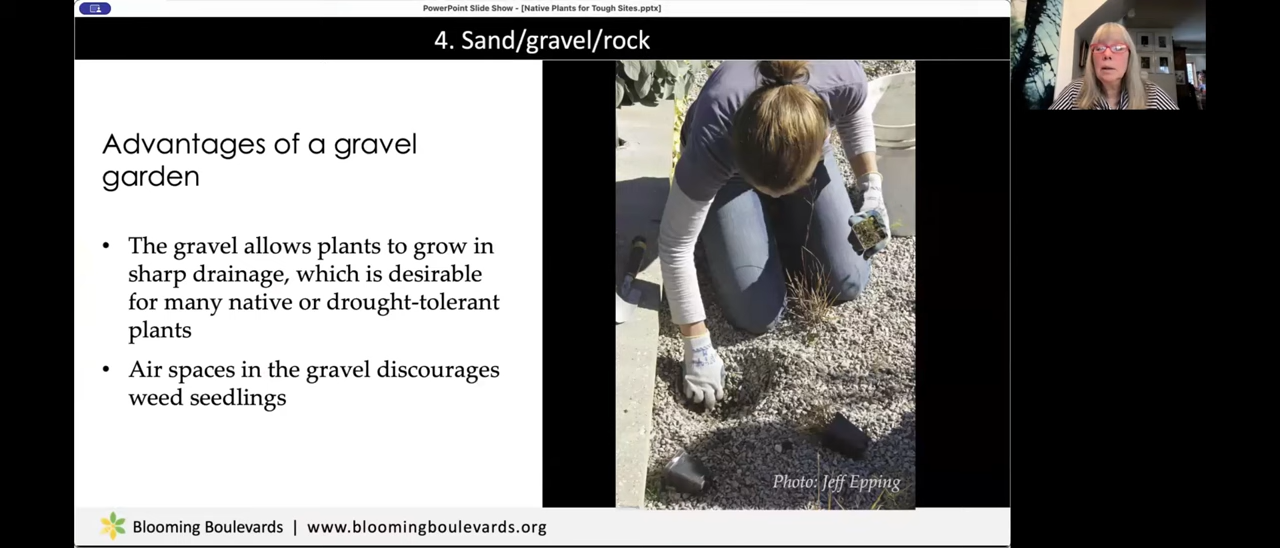 PowerPoint Slide Show - [Native Plants for Tough Sites.pptx]
4. Sand/gravel/rock
Advantages of a gravel
garden
• The gravel allows plants to grow in
sharp drainage, which is desirable
for many native or drought-tolerant
plants
• Air spaces in the gravel discourages
weed seedlings
Photo: Jeff Epping
Blooming Boulevards | www.bloomingboulevards.org